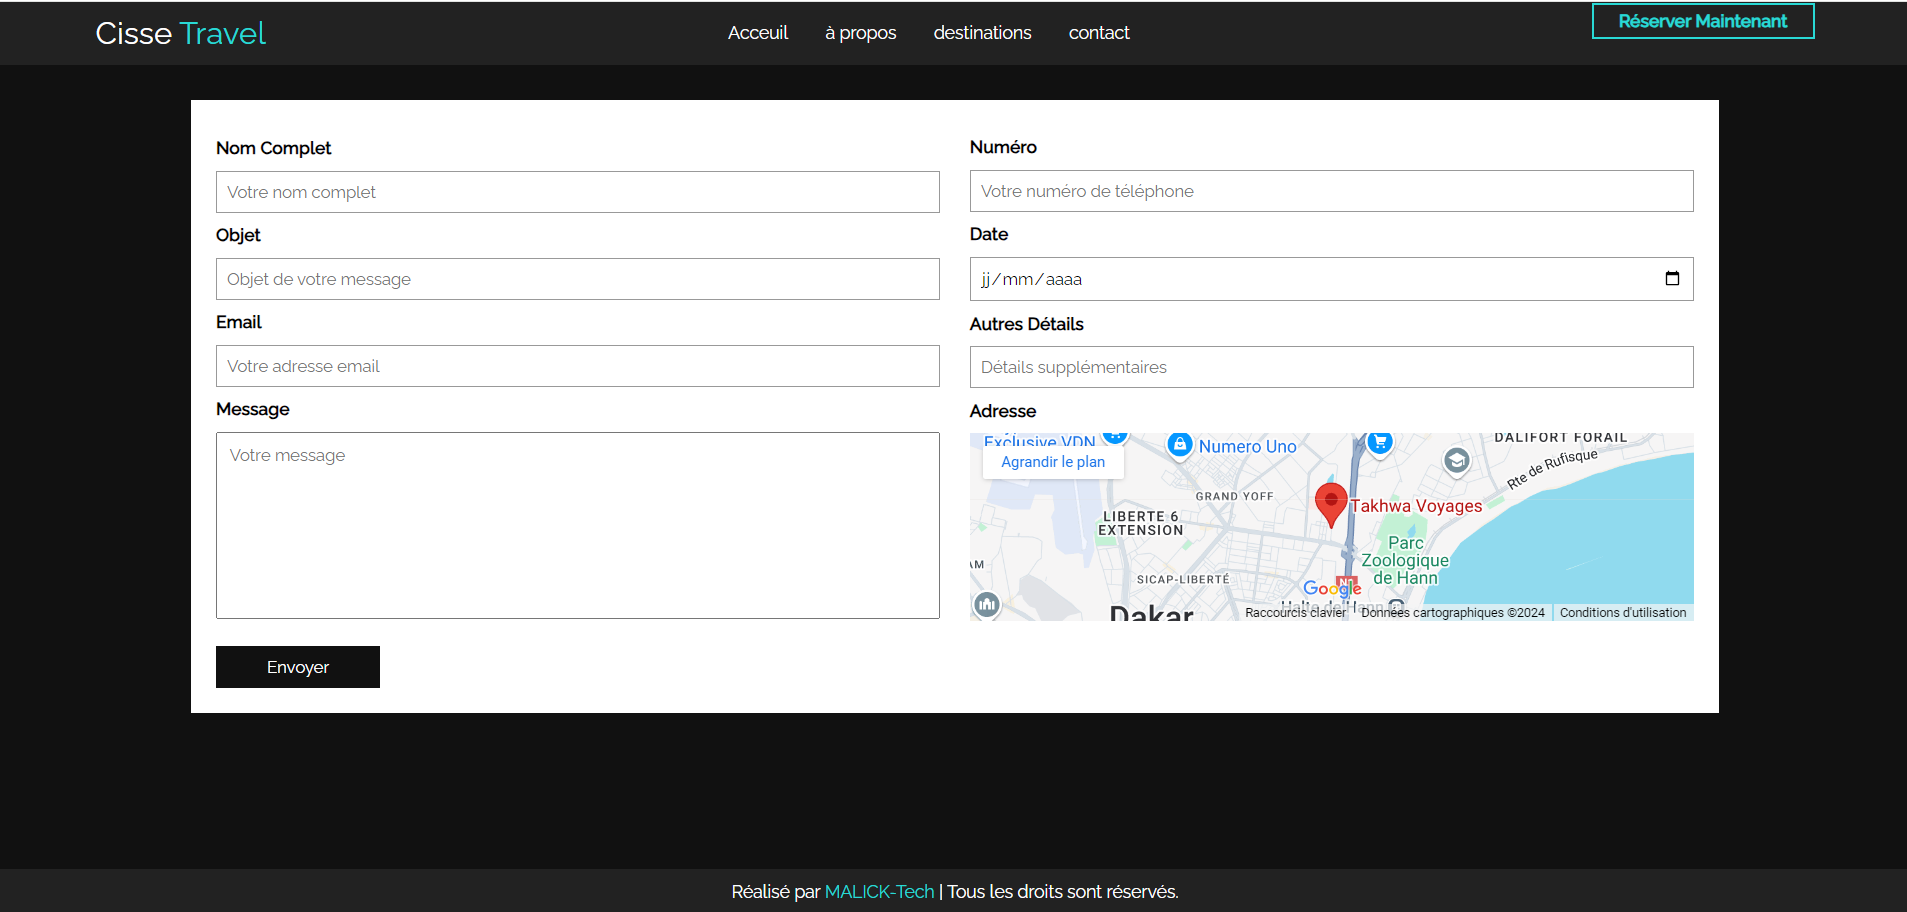 Cisse Travel
Acceuil
à propos
destinations
contact
Réserver Maintenant
Nom Complet
Votre nom complet
Objet
Objet de votre message
Email
Votre adresse email
Message
Votre message
Envoyer
Numéro
Votre numéro de téléphone
Date
jj/mm/aaaa
Autres Détails
Détails supplémentaires
Adresse
Exclusive VDN
Agrandir le plan
Numero Uno
DALIFORT FORAIL
Rte de Rufisque
GRAND YOFF
Takhwa Voyages
LIBERTE 6
EXTENSION
Parc
Zoologique
de Hann
AM
SICAP-LIBERTÉ
Google
Dakar
Halte de Hann
Raccourcis clavier
Données cartographiques ©2024
Conditions d'utilisation
Réalisé par MALICK-Tech | Tous les droits sont réservés.